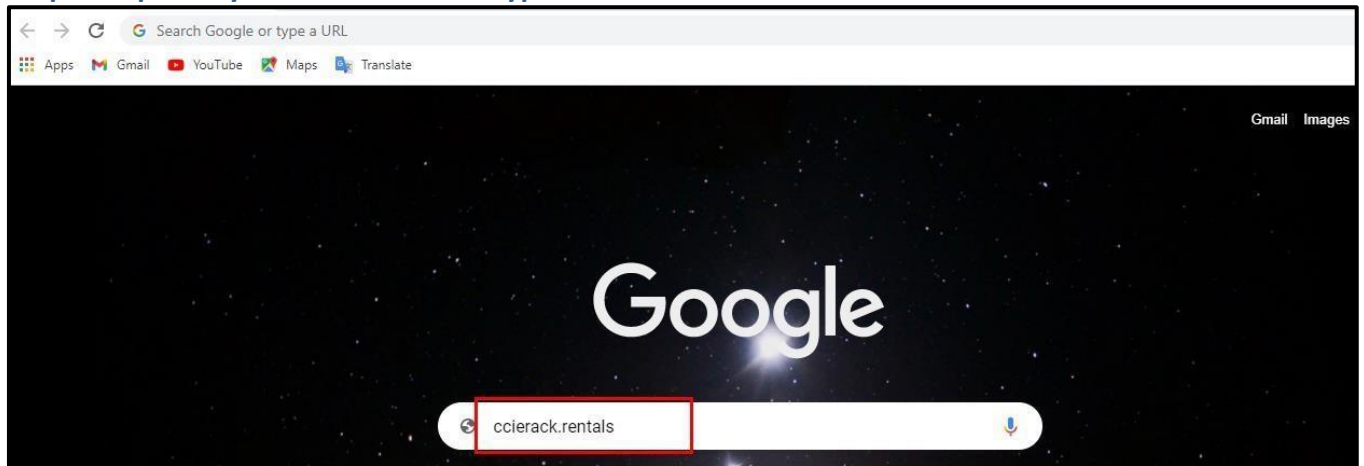 Search Google or type a URL
Apps Gmail YouTube Maps Translate
Gmail Images
Google
ccierack.rentals